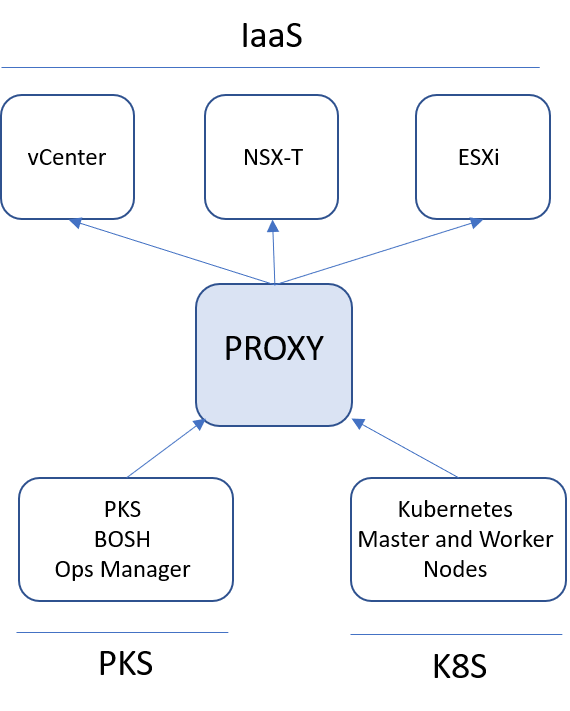 IaaS
vCenter
NSX-T
ESXi
PROXY
PKS
BOSH
Ops Manager
Kubernetes
Master and Worker
Nodes
PKS
K8S